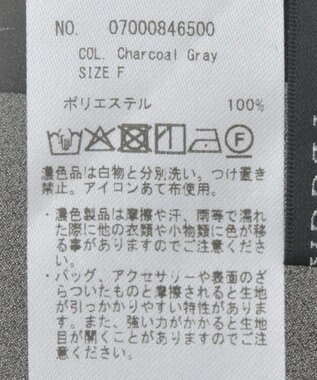 NO. 07000846500
COL. Charcoal Gray
SIZE F
ポリエステル 100%
濃色品は白物と分別洗い。つけ置き
禁止。アイロンあて布使用。
・濃色製品は摩擦や汗、雨等で濡れ
た際に他の衣類や小物類に色が移
る事がありますのでご注意くださ
い。
・バッグ、アクセサリーや表面のざ
らついたものと摩擦されると生地
が引っかかりやすい特性がありま
す。また、強い力がかかると生地
目が開くことがありますのでご注
意ください。